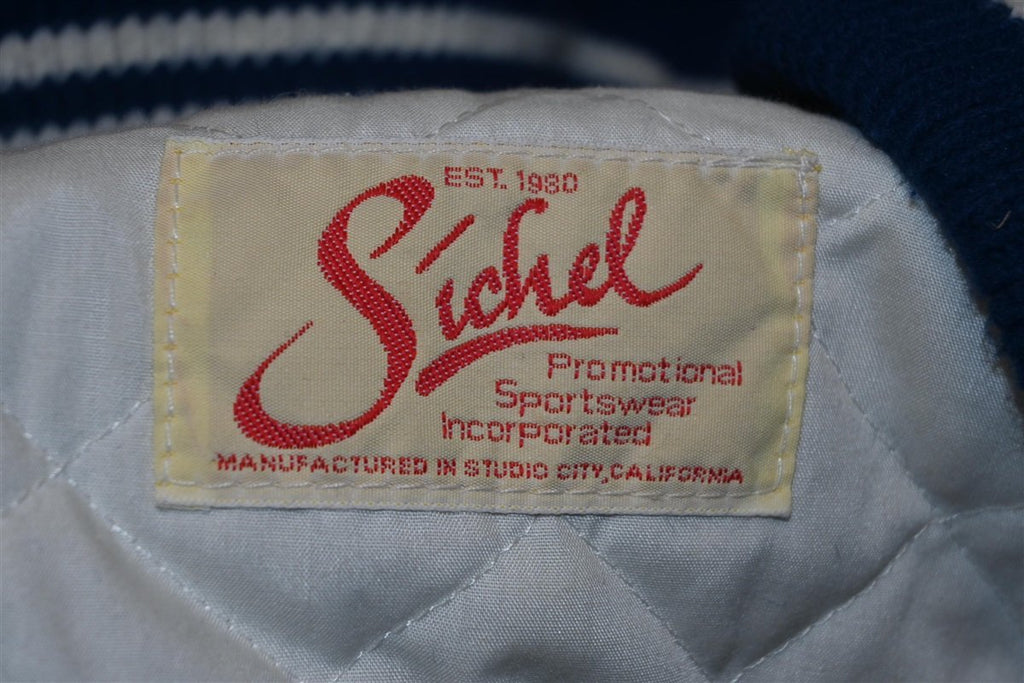 EST. 1980
Sichel
Promotional
Sportswear
Incorporated
MANUFACTURED IN STUDIO CITY, CALIFORNIA